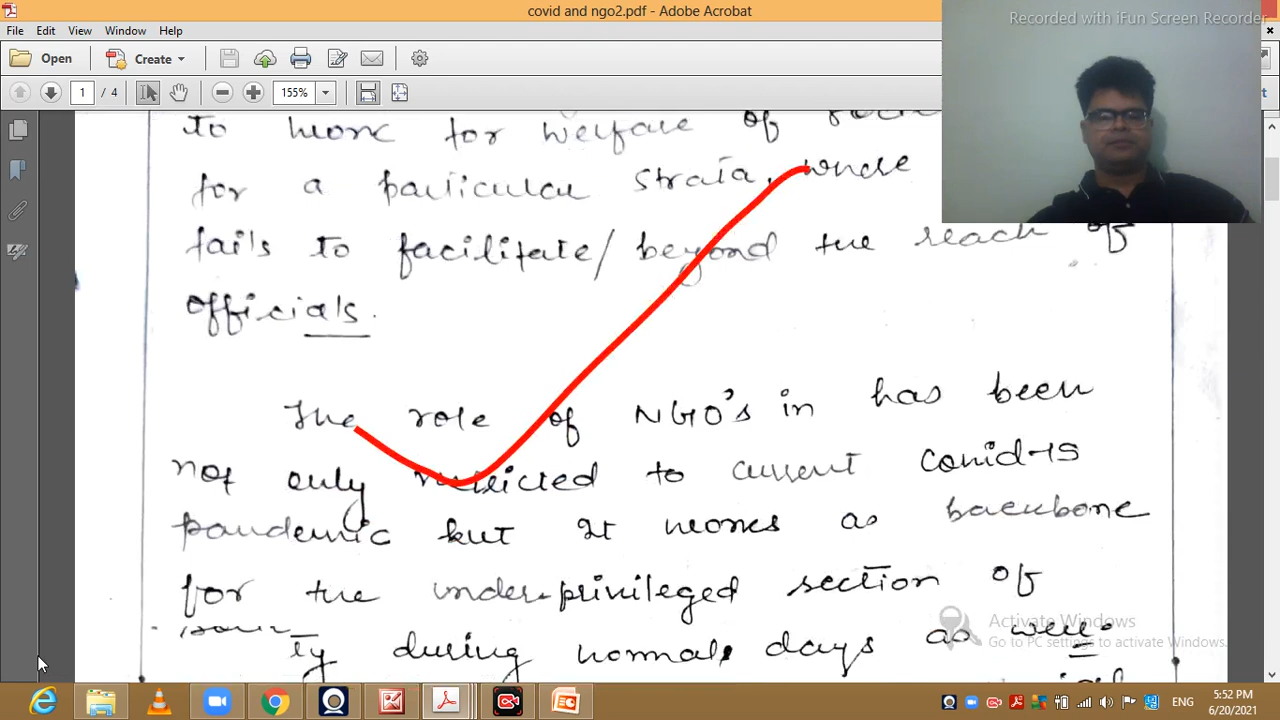 covid and ngo2.pdf - Adobe Acrobat
Recorded with iFun Screen Recorder
File Edit View Window Help
Open Create
1 / 4 155%
to work for welfare of
for a particular strata, whose
fails to facilitate/ beyond the reach of
officials.
The role of NGO's in has been
not only restricted to current Covid-19
pandemic but it works as backbone
for the under-privileged section of
ty during normal, days as well
Activate Windows
Go to PC settings to activate Windows.
ENG
5:52 PM
6/20/2021